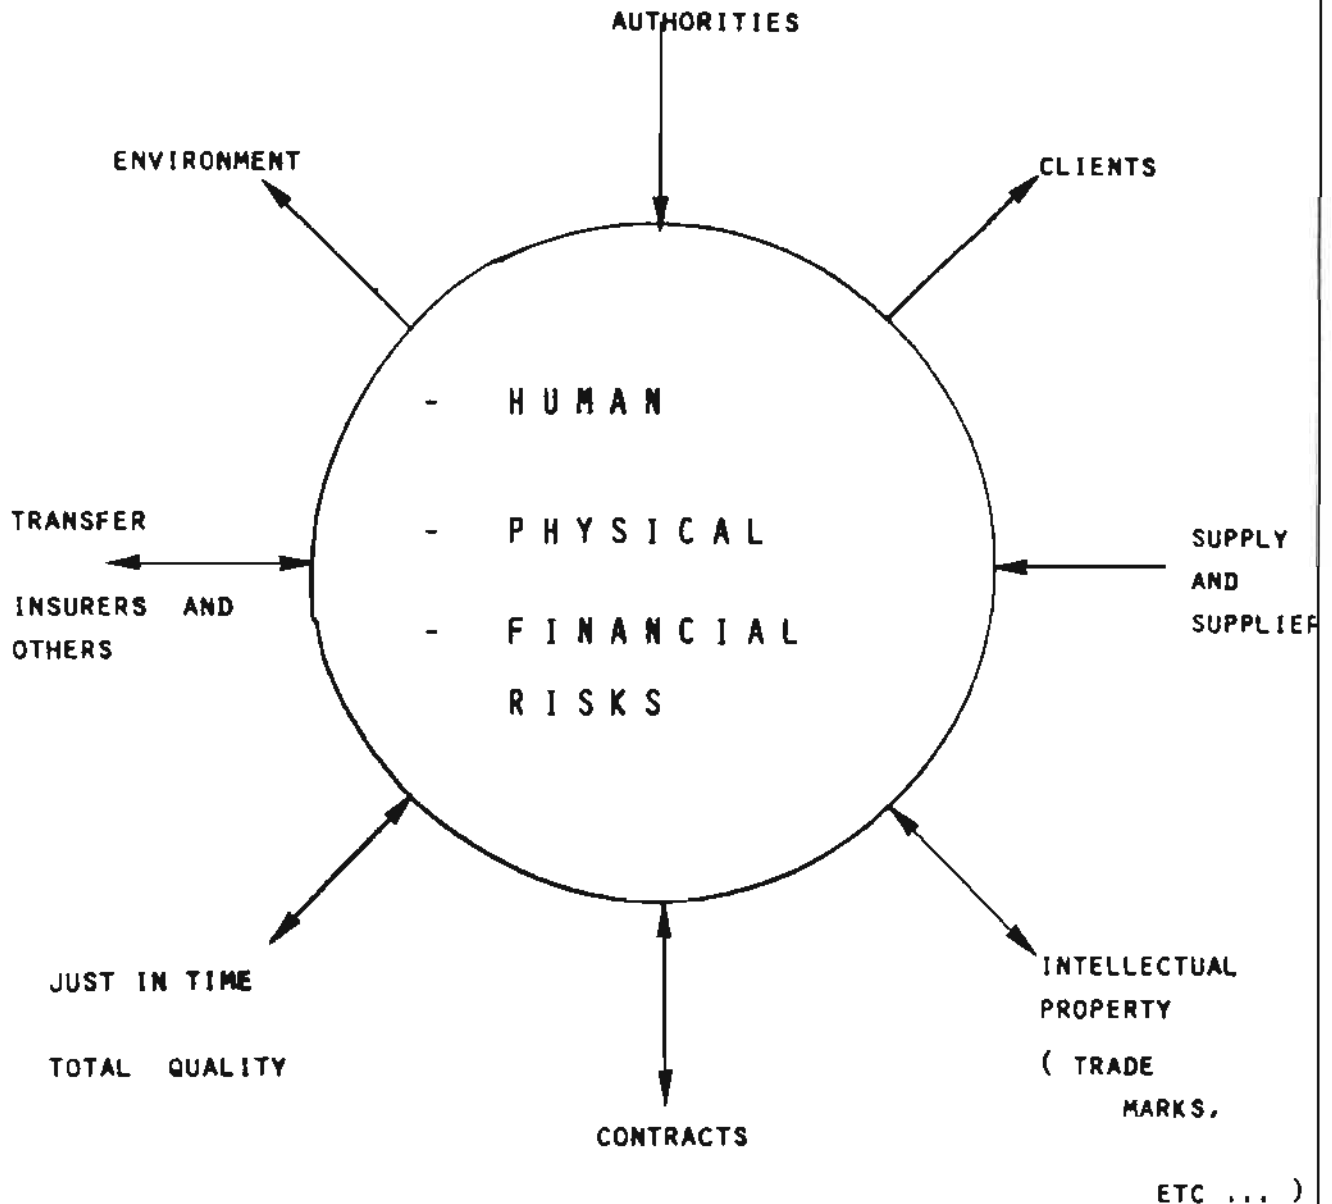 AUTHORITIES
ENVIRONMENT
CLIENTS
- HUMAN
- PHYSICAL
- FINANCIAL
RISKS
TRANSFER
INSURERS AND
OTHERS
SUPPLY
AND
SUPPLIER
JUST IN TIME
TOTAL QUALITY
CONTRACTS
INTELLECTUAL
PROPERTY
( TRADE
MARKS,
ETC ... )